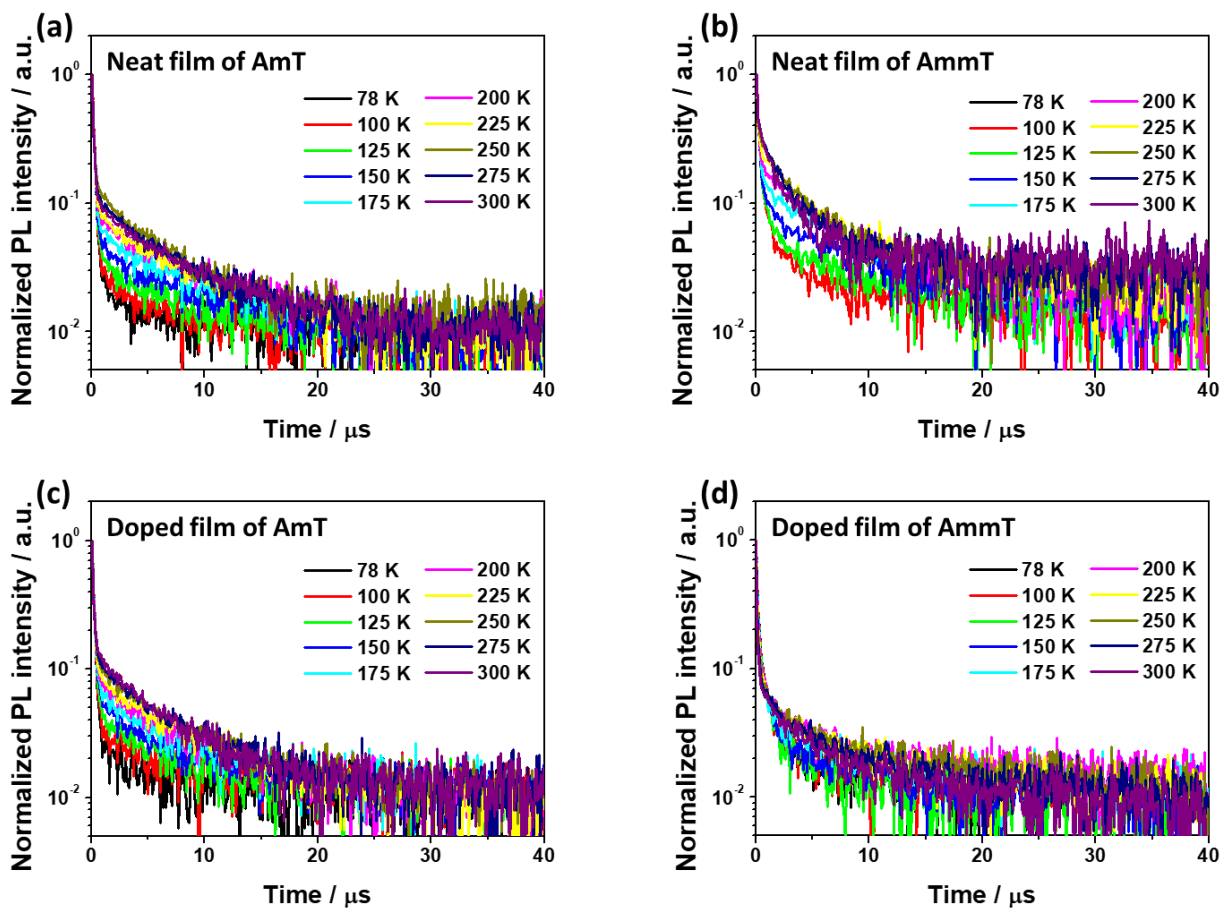 (a)
Neat film of AmT
Normalized PL intensity / a.u.
10⁰
10⁻¹
10⁻²
78 K 200 K
100 K 225 K
125 K 250 K
150 K 275 K
175 K 300 K
0 10 20 30 40
Time / μs
(b)
Neat film of AmmT
Normalized PL intensity / a.u.
10⁰
10⁻¹
10⁻²
78 K 200 K
100 K 225 K
125 K 250 K
150 K 275 K
175 K 300 K
0 10 20 30 40
Time / μs
(c)
Doped film of AmT
Normalized PL intensity / a.u.
10⁰
10⁻¹
10⁻²
78 K 200 K
100 K 225 K
125 K 250 K
150 K 275 K
175 K 300 K
0 10 20 30 40
Time / μs
(d)
Doped film of AmmT
Normalized PL intensity / a.u.
10⁰
10⁻¹
10⁻²
78 K 200 K
100 K 225 K
125 K 250 K
150 K 275 K
175 K 300 K
0 10 20 30 40
Time / μs